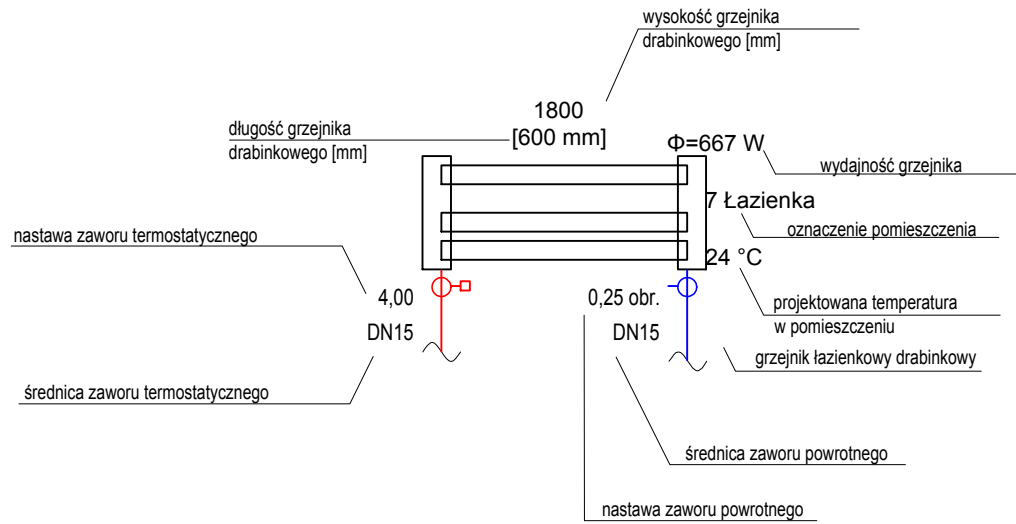 wysokość grzejnika
drabinkowego [mm]
1800
[600 mm]
długość grzejnika
drabinkowego [mm]
Φ=667 W
wydajność grzejnika
7 Łazienka
oznaczenie pomieszczenia
nastawa zaworu termostatycznego
24 °C
4,00
0,25 obr.
projektowana temperatura
w pomieszczeniu
DN15
DN15
grzejnik łazienkowy drabinkowy
średnica zaworu termostatycznego
średnica zaworu powrotnego
nastawa zaworu powrotnego